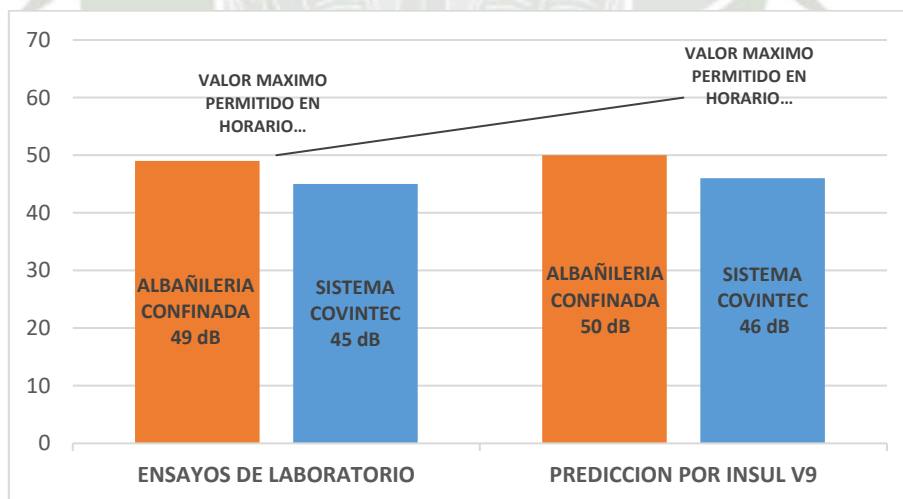 70
60
50
40
30
20
10
0
VALOR MAXIMO
PERMITIDO EN
HORARIO…
VALOR MAXIMO
PERMITIDO EN
HORARIO…
ALBAÑILERIA
CONFINADA
49 dB
SISTEMA
COVINTEC
45 dB
ALBAÑILERIA
CONFINADA
50 dB
SISTEMA
COVINTEC
46 dB
ENSAYOS DE LABORATORIO
PREDICCION POR INSUL V9